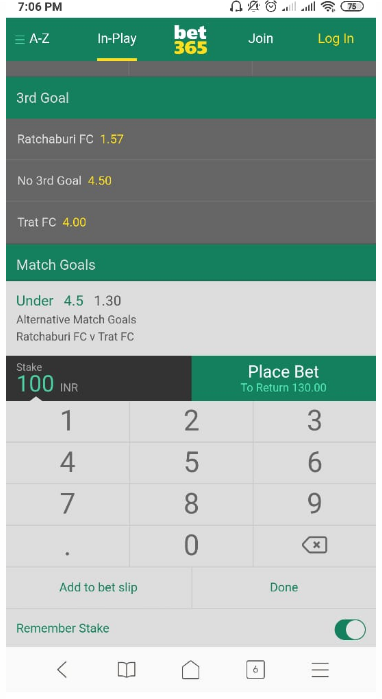 7:06 PM 75
A-Z In-Play bet365 Join Log In
3rd Goal
Ratchaburi FC 1.57
No 3rd Goal 4.50
Trat FC 4.00
Match Goals
Under 4.5 1.30
Alternative Match Goals
Ratchaburi FC v Trat FC
Stake
100 INR
Place Bet
To Return 130.00
1 2 3
4 5 6
7 8 9
. 0
Add to bet slip Done
Remember Stake
6